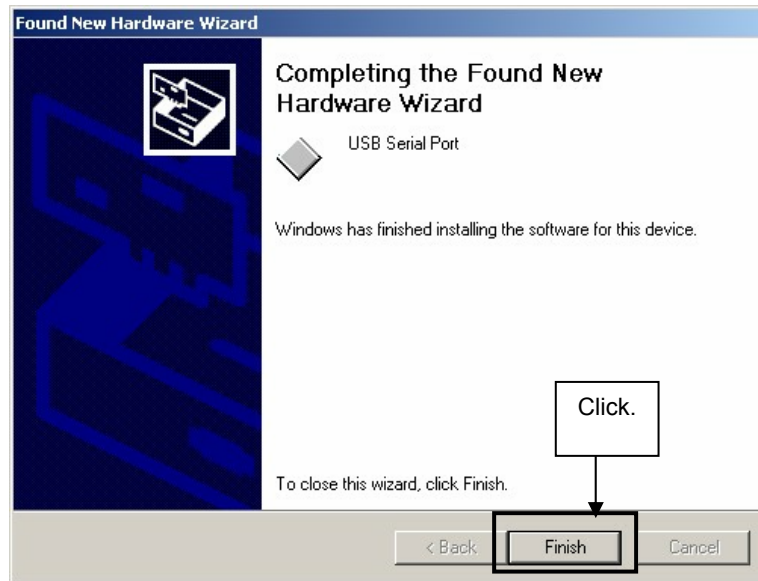 Found New Hardware Wizard
Completing the Found New
Hardware Wizard
USB Serial Port
Windows has finished installing the software for this device.
Click.
To close this wizard, click Finish.
< Back
Finish
Cancel